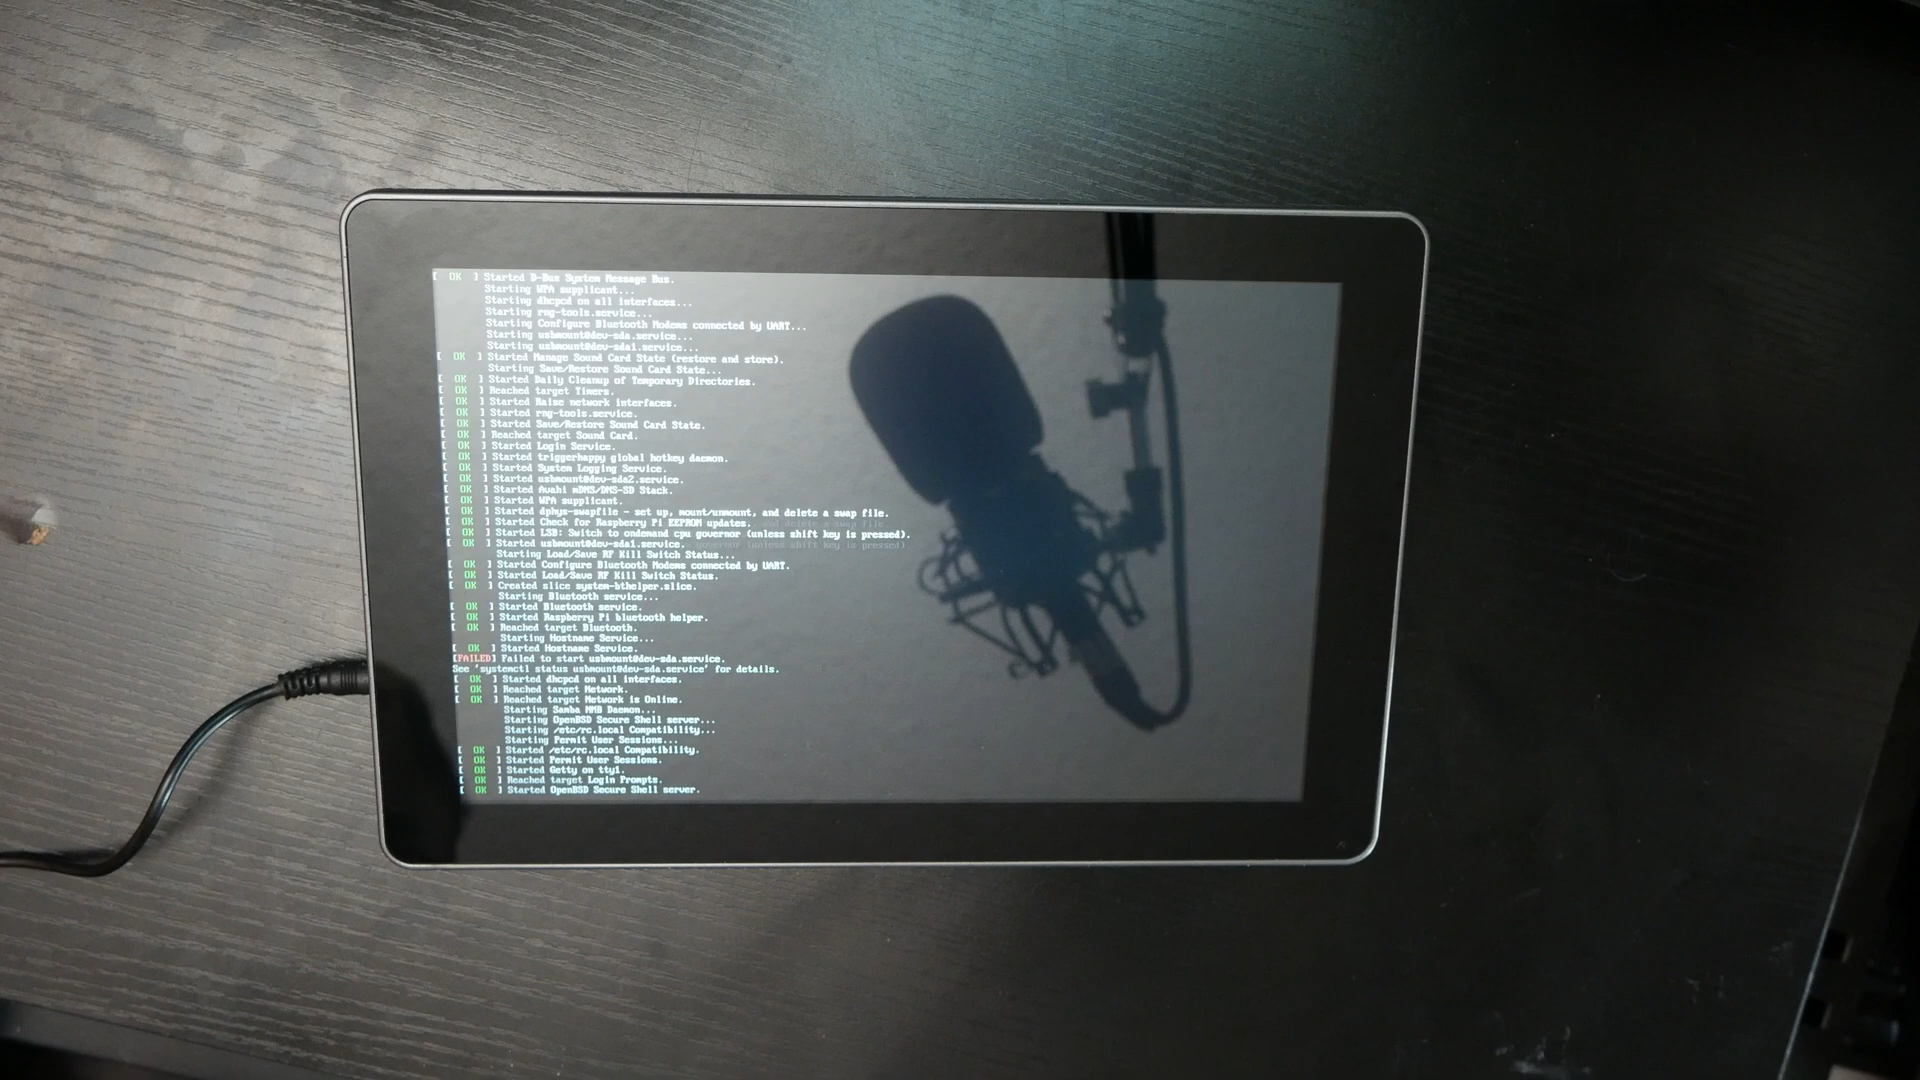 [  OK  ] Started D-Bus System Message Bus.
Starting WPA supplicant...
Starting dhcpcd on all interfaces...
Starting rng-tools.service...
Starting Configure Bluetooth Modems connected by UART...
Starting usbmount@dev-sda.service...
Starting usbmount@dev-sda1.service...
[  OK  ] Started Manage Sound Card State (restore and store).
Starting Save/Restore Sound Card State...
[  OK  ] Started Daily Cleanup of Temporary Directories.
[  OK  ] Reached target Timers.
[  OK  ] Started Raise network interfaces.
[  OK  ] Started rng-tools.service.
[  OK  ] Started Save/Restore Sound Card State.
[  OK  ] Reached target Sound Card.
[  OK  ] Started Login Service.
[  OK  ] Started triggerhappy global hotkey daemon.
[  OK  ] Started System Logging Service.
[  OK  ] Started usbmount@dev-sda2.service.
[  OK  ] Started Avahi mDNS/DNS-SD Stack.
[  OK  ] Started WPA supplicant.
[  OK  ] Started dphys-swapfile - set up, mount/unmount, and delete a swap file.
[  OK  ] Started Check for Raspberry Pi EEPROM updates. and delete a swap file
[  OK  ] Started LSB: Switch to ondemand cpu governor (unless shift key is pressed).
[  OK  ] Started usbmount@dev-sda1.service. governor (unless shift key is pressed)
Starting Load/Save RF Kill Switch Status...
[  OK  ] Started Configure Bluetooth Modems connected by UART.
[  OK  ] Started Load/Save RF Kill Switch Status.
[  OK  ] Created slice system-bthelper.slice.
Starting Bluetooth service...
[  OK  ] Started Bluetooth service.
[  OK  ] Started Raspberry Pi bluetooth helper.
[  OK  ] Reached target Bluetooth.
Starting Hostname Service...
[  OK  ] Started Hostname Service.
[FAILED] Failed to start usbmount@dev-sda.service.
See 'systemctl status usbmount@dev-sda.service' for details.
[  OK  ] Started dhcpcd on all interfaces.
[  OK  ] Reached target Network.
[  OK  ] Reached target Network is Online.
Starting Samba NMB Daemon...
Starting OpenBSD Secure Shell server...
Starting /etc/rc.local Compatibility...
Starting Permit User Sessions...
[  OK  ] Started /etc/rc.local Compatibility.
[  OK  ] Started Permit User Sessions.
[  OK  ] Started Getty on tty1.
[  OK  ] Reached target Login Prompts.
[  OK  ] Started OpenBSD Secure Shell server.